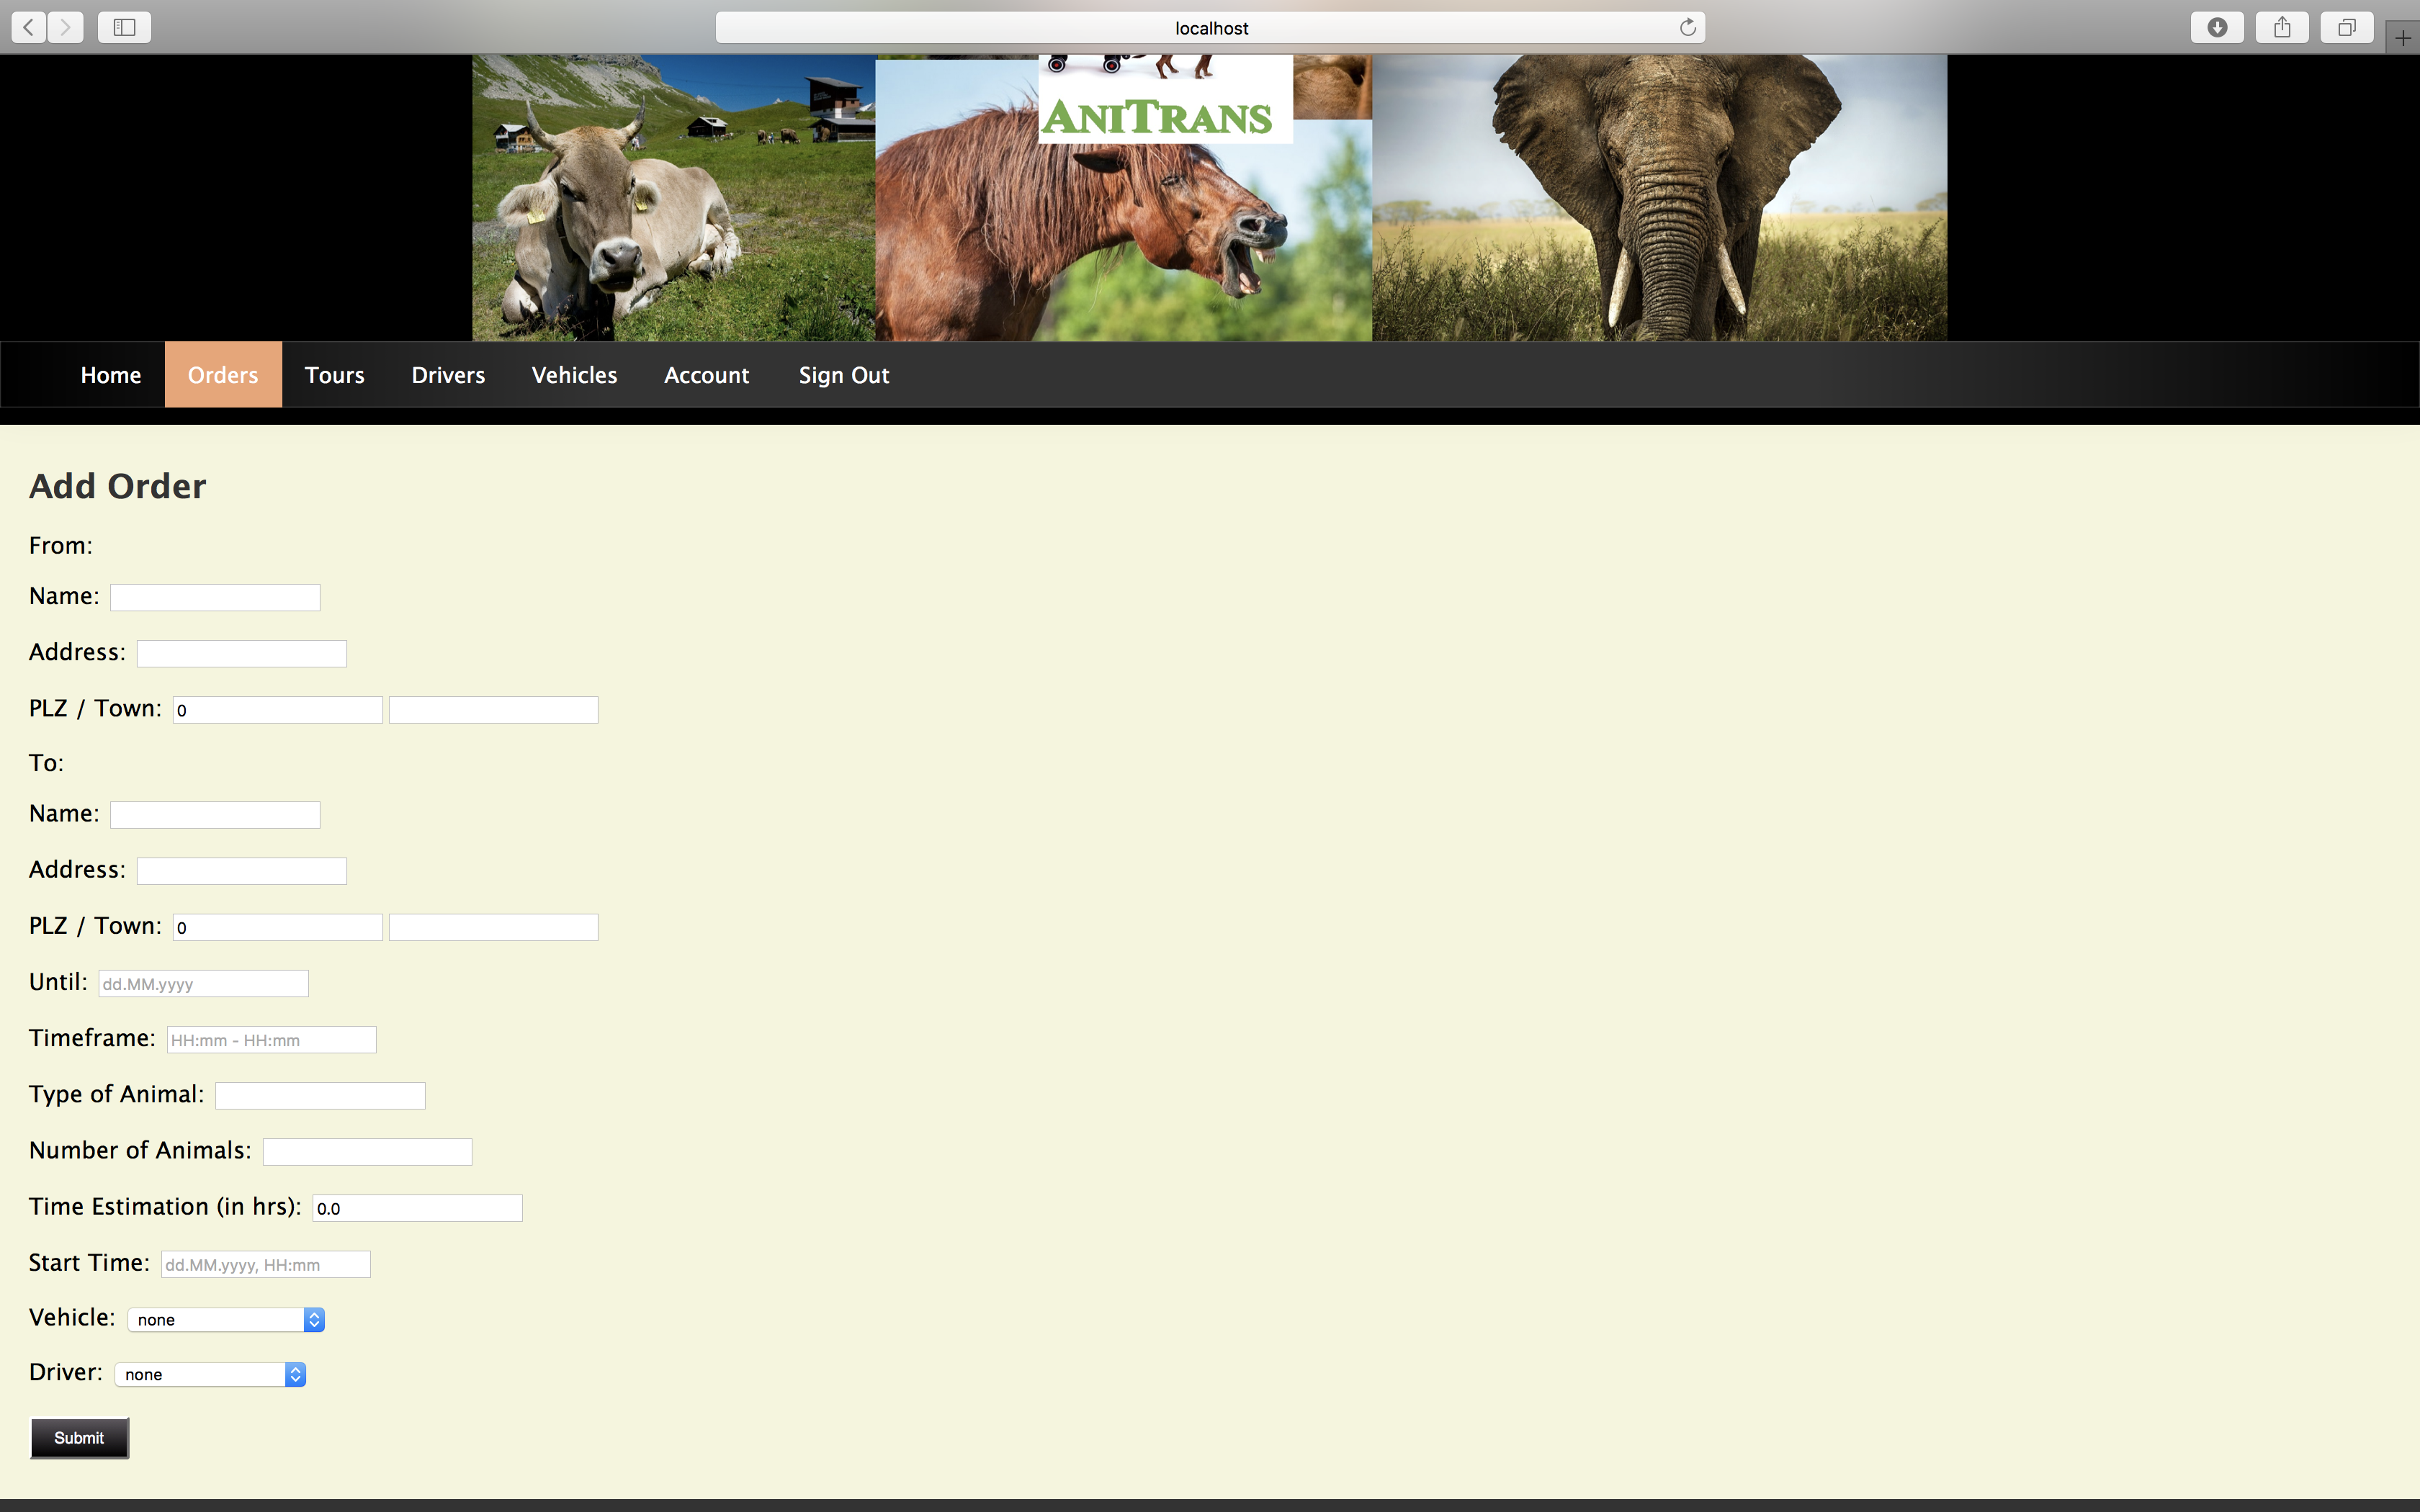 localhost
ANITRANS
Home Orders Tours Drivers Vehicles Account Sign Out
Add Order
From:
Name:
Address:
PLZ / Town: 0
To:
Name:
Address:
PLZ / Town: 0
Until: dd.MM.yyyy
Timeframe: HH:mm - HH:mm
Type of Animal:
Number of Animals:
Time Estimation (in hrs): 0.0
Start Time: dd.MM.yyyy, HH:mm
Vehicle: none
Driver: none
Submit